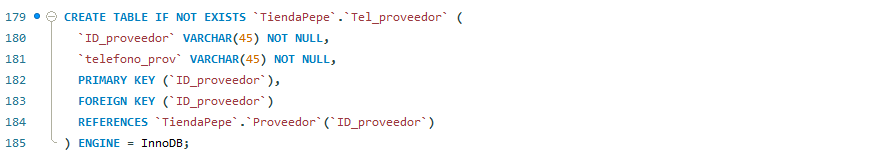 179 CREATE TABLE IF NOT EXISTS `TiendaPepe`.`Tel_proveedor` (
180 `ID_proveedor` VARCHAR(45) NOT NULL,
181 `telefono_prov` VARCHAR(45) NOT NULL,
182 PRIMARY KEY (`ID_proveedor`),
183 FOREIGN KEY (`ID_proveedor`)
184 REFERENCES `TiendaPepe`.`Proveedor`(`ID_proveedor`)
185 ) ENGINE = InnoDB;